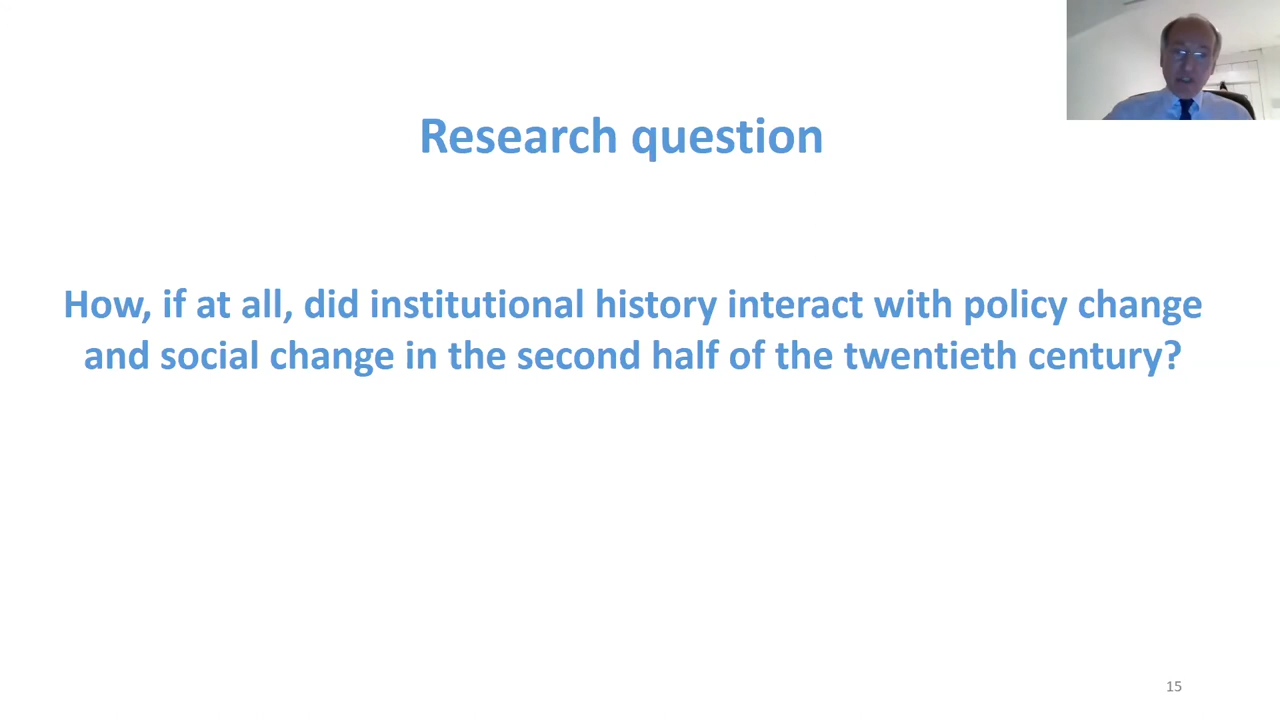 Research question
How, if at all, did institutional history interact with policy change
and social change in the second half of the twentieth century?
15